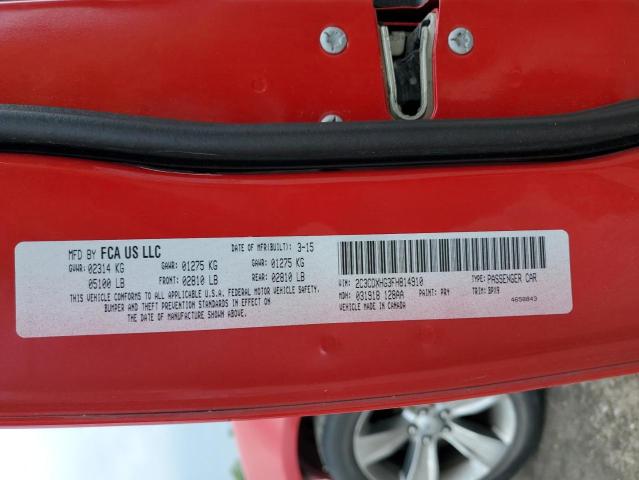 MFD BY FCA US LLC DATE OF MFR(BUILT): 3-15
GVWR: 02314 KG GAWR: 01275 KG GAWR: 01275 KG
05100 LB FRONT: 02810 LB REAR: 02810 LB
THIS VEHICLE CONFORMS TO ALL APPLICABLE U.S.A. FEDERAL MOTOR VEHICLE SAFETY,
BUMPER AND THEFT PREVENTION STANDARDS IN EFFECT ON
THE DATE OF MANUFACTURE SHOWN ABOVE.
VIN: 2C3CDXHG3FH814910 TYPE: PASSENGER CAR
MDH: 031918 128AA PAINT: PR4 TRIM: BPX9
VEHICLE MADE IN CANADA 4658843